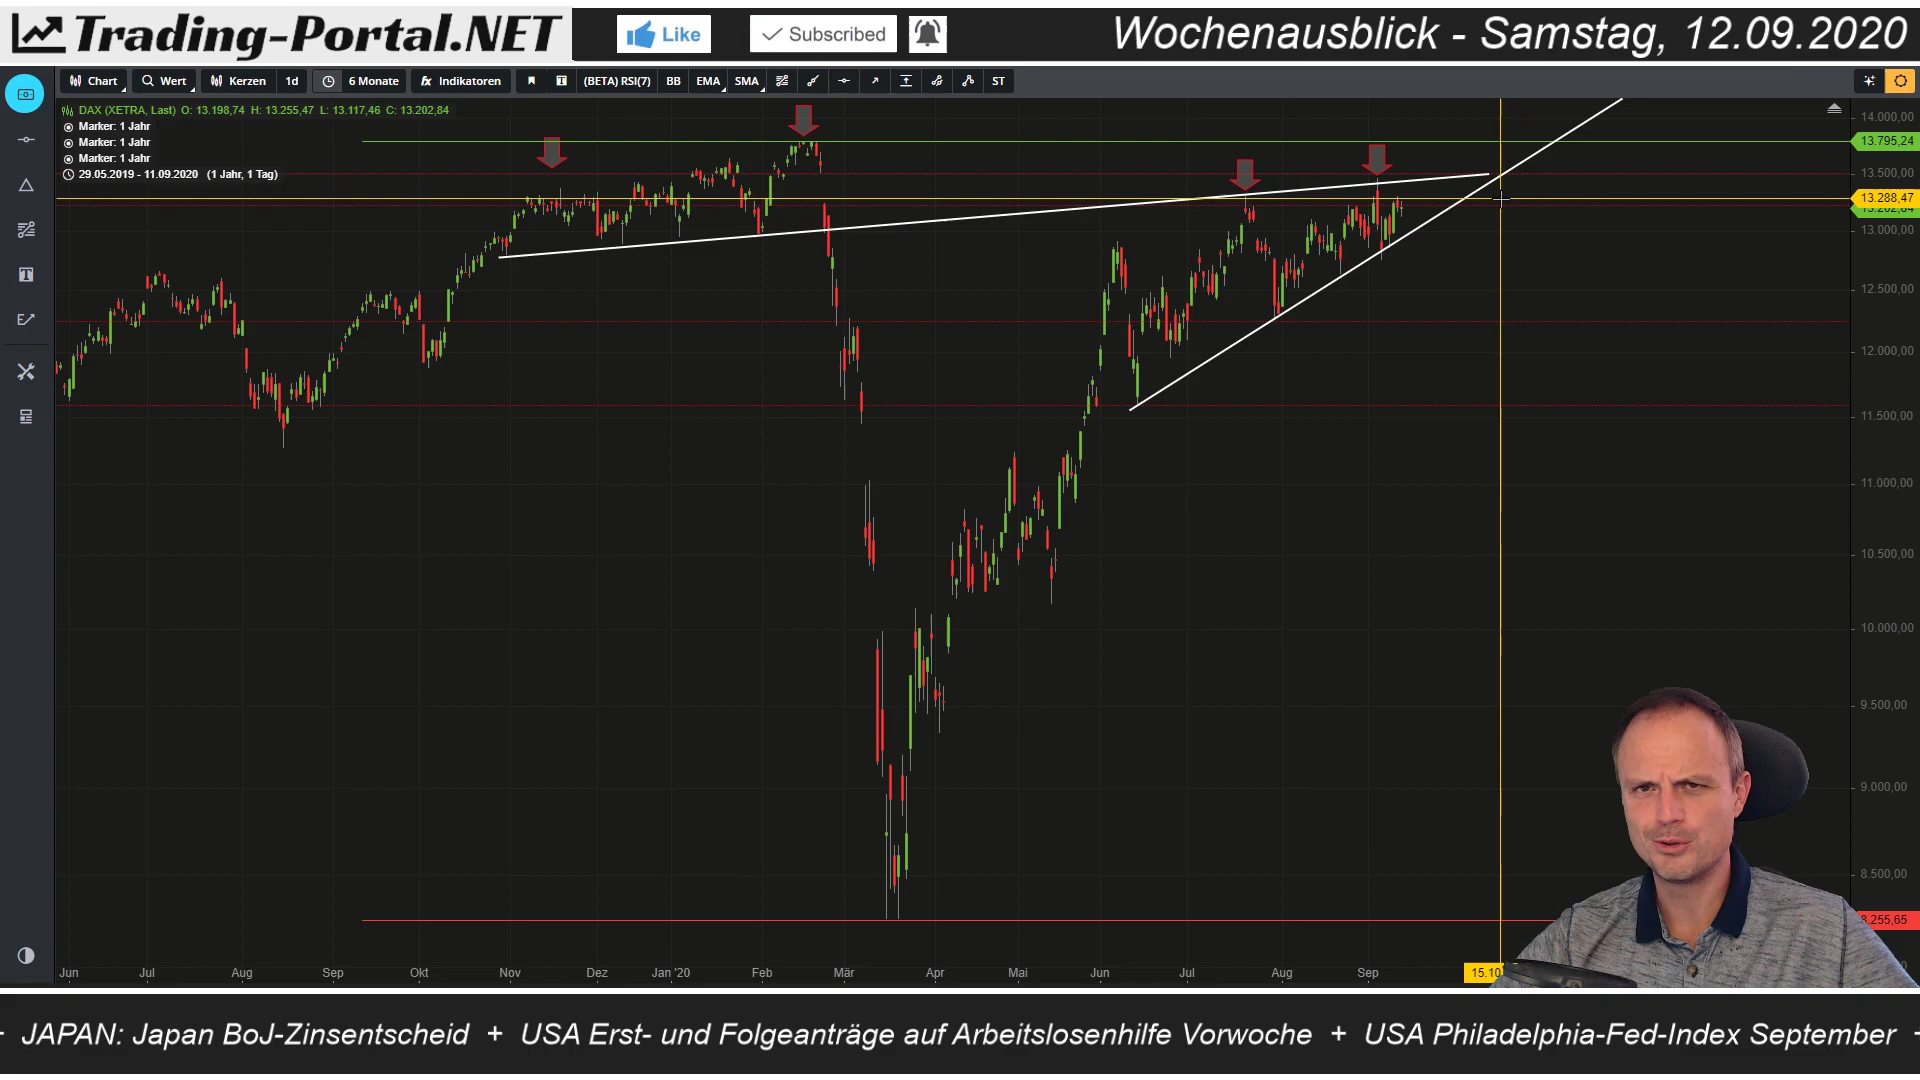 Trading-Portal.NET
Like
Subscribed
Wochenausblick - Samstag, 12.09.2020
Chart
Wert
Kerzen
1d
6 Monate
fx Indikatoren
T
(BETA) RSI(7)
BB
EMA
SMA
ST
DAX (XETRA, Last) O: 13.198,74 H: 13.255,47 L: 13.117,46 C: 13.202,84
Marker: 1 Jahr
Marker: 1 Jahr
Marker: 1 Jahr
29.05.2019 - 11.09.2020 (1 Jahr, 1 Tag)
14.000,00
13.795,24
13.500,00
13.288,47
13.202,84
13.000,00
12.500,00
12.000,00
11.500,00
11.000,00
10.500,00
10.000,00
9.500,00
9.000,00
8.500,00
8.255,65
Jun
Jul
Aug
Sep
Okt
Nov
Dez
Jan '20
Feb
Mär
Apr
Mai
Jun
Jul
Aug
Sep
15.10
JAPAN: Japan BoJ-Zinsentscheid + USA Erst- und Folgeanträge auf Arbeitslosenhilfe Vorwoche + USA Philadelphia-Fed-Index September